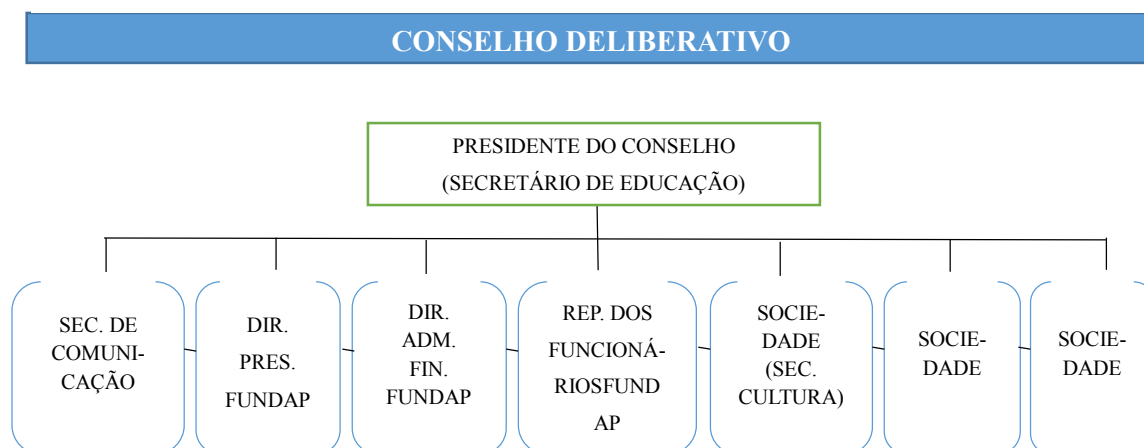 CONSELHO DELIBERATIVO
PRESIDENTE DO CONSELHO
(SECRETÁRIO DE EDUCAÇÃO)
SEC. DE
COMUNI-
CAÇÃO
DIR.
PRES.
FUNDAP
DIR.
ADM.
FIN.
FUNDAP
REP. DOS
FUNCIONÁ-
RIOSFUND
AP
SOCIE-
DADE
(SEC.
CULTURA)
SOCIE-
DADE
SOCIE-
DADE